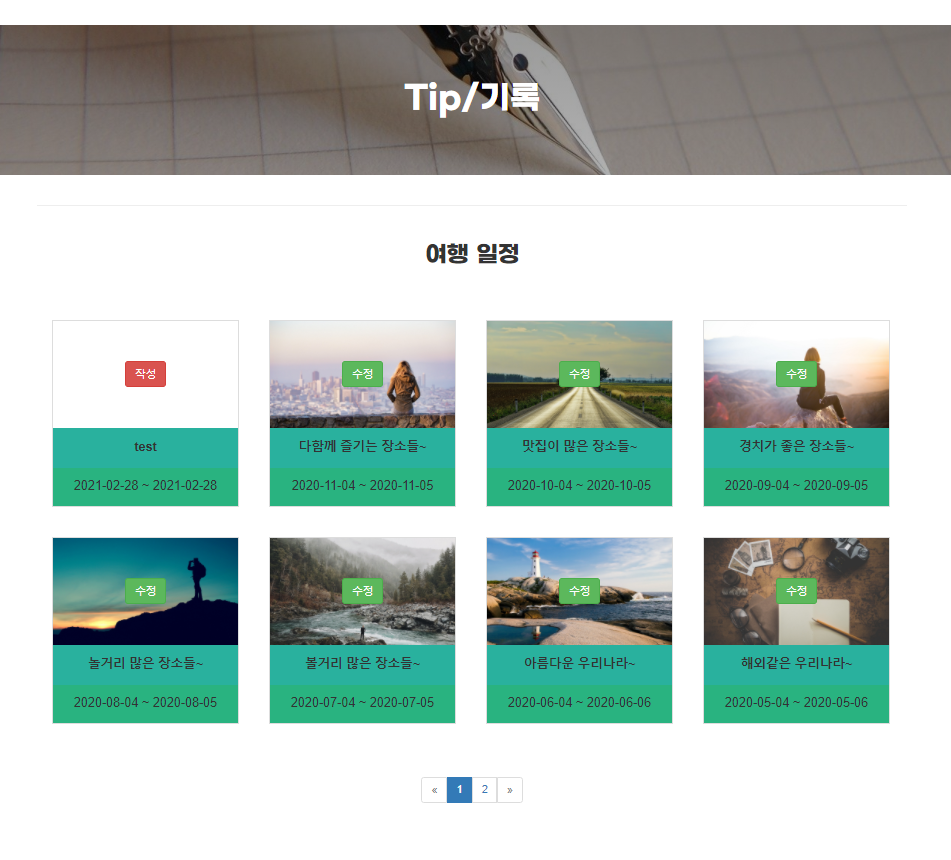 Tip/기록
여행 일정
작성
수정
수정
수정
test
다함께 즐기는 장소들~
맛집이 많은 장소들~
경치가 좋은 장소들~
2021-02-28 ~ 2021-02-28
2020-11-04 ~ 2020-11-05
2020-10-04 ~ 2020-10-05
2020-09-04 ~ 2020-09-05
수정
수정
수정
수정
놀거리 많은 장소들~
볼거리 많은 장소들~
아름다운 우리나라~
해외같은 우리나라~
2020-08-04 ~ 2020-08-05
2020-07-04 ~ 2020-07-05
2020-06-04 ~ 2020-06-06
2020-05-04 ~ 2020-05-06
« 1 2 »